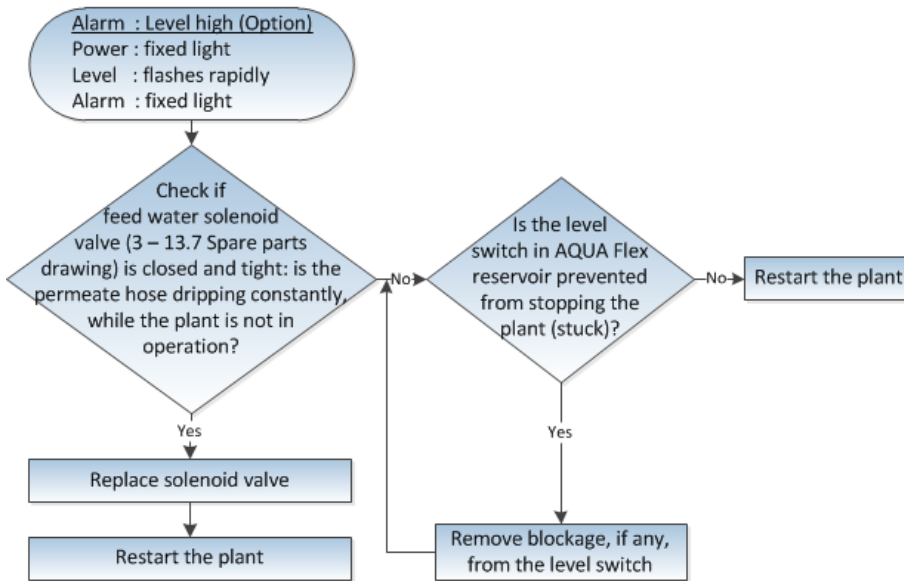 Alarm : Level high (Option)
Power : fixed light
Level : flashes rapidly
Alarm : fixed light
Check if
feed water solenoid
valve (3 – 13.7 Spare parts
drawing) is closed and tight: is the
permeate hose dripping constantly,
while the plant is not in
operation?
No
Is the level
switch in AQUA Flex
reservoir prevented
from stopping the
plant (stuck)?
No
Restart the plant
Yes
Replace solenoid valve
Restart the plant
Yes
Remove blockage, if any,
from the level switch